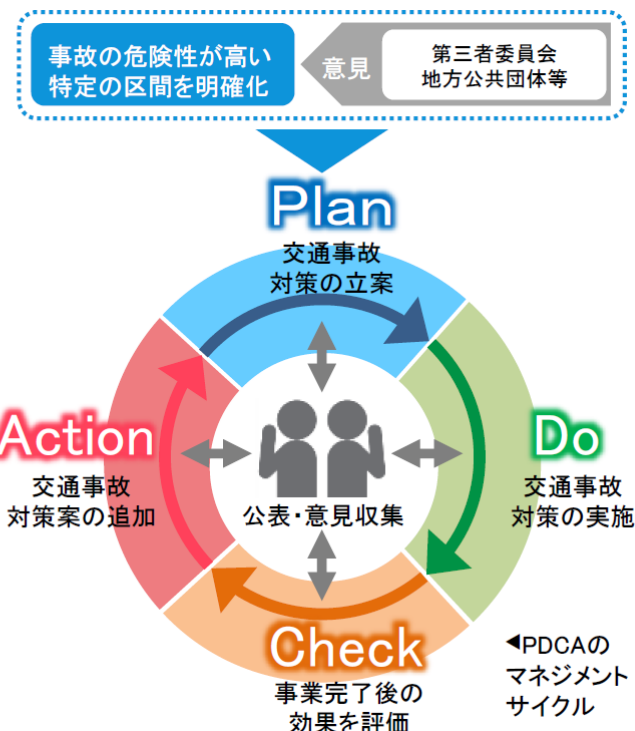 事故の危険性が高い
特定の区間を明確化
意見
第三者委員会
地方公共団体等
Plan
交通事故
対策の立案
Action
交通事故
対策案の追加
公表・意見収集
Do
交通事故
対策の実施
Check
事業完了後の
効果を評価
◀PDCAの
マネジメント
サイクル